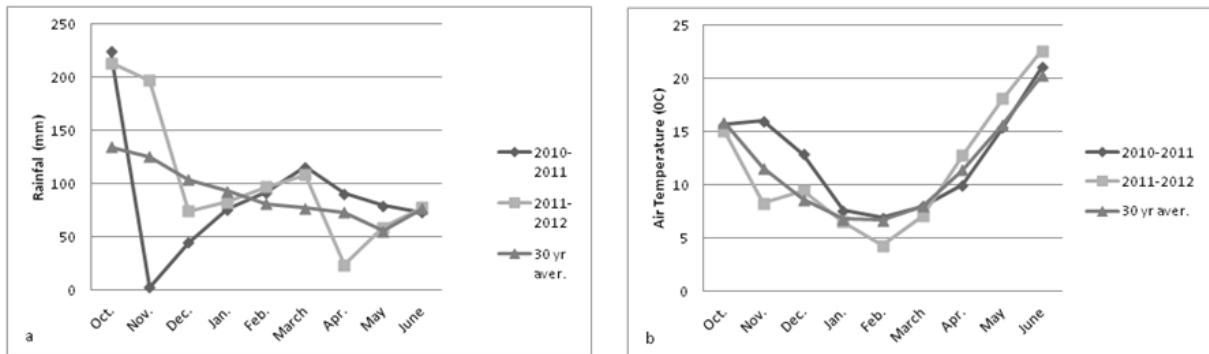 250
200
150
100
50
0
Rainfal (mm)
Oct. Nov. Dec. Jan. Feb. March Apr. May June
2010-
2011
2011-
2012
30 yr
aver.
a
25
20
15
10
5
0
Air Temperature (0C)
Oct. Nov. Dec. Jan. Feb. March Apr. May June
2010-2011
2011-2012
30 yr aver.
b